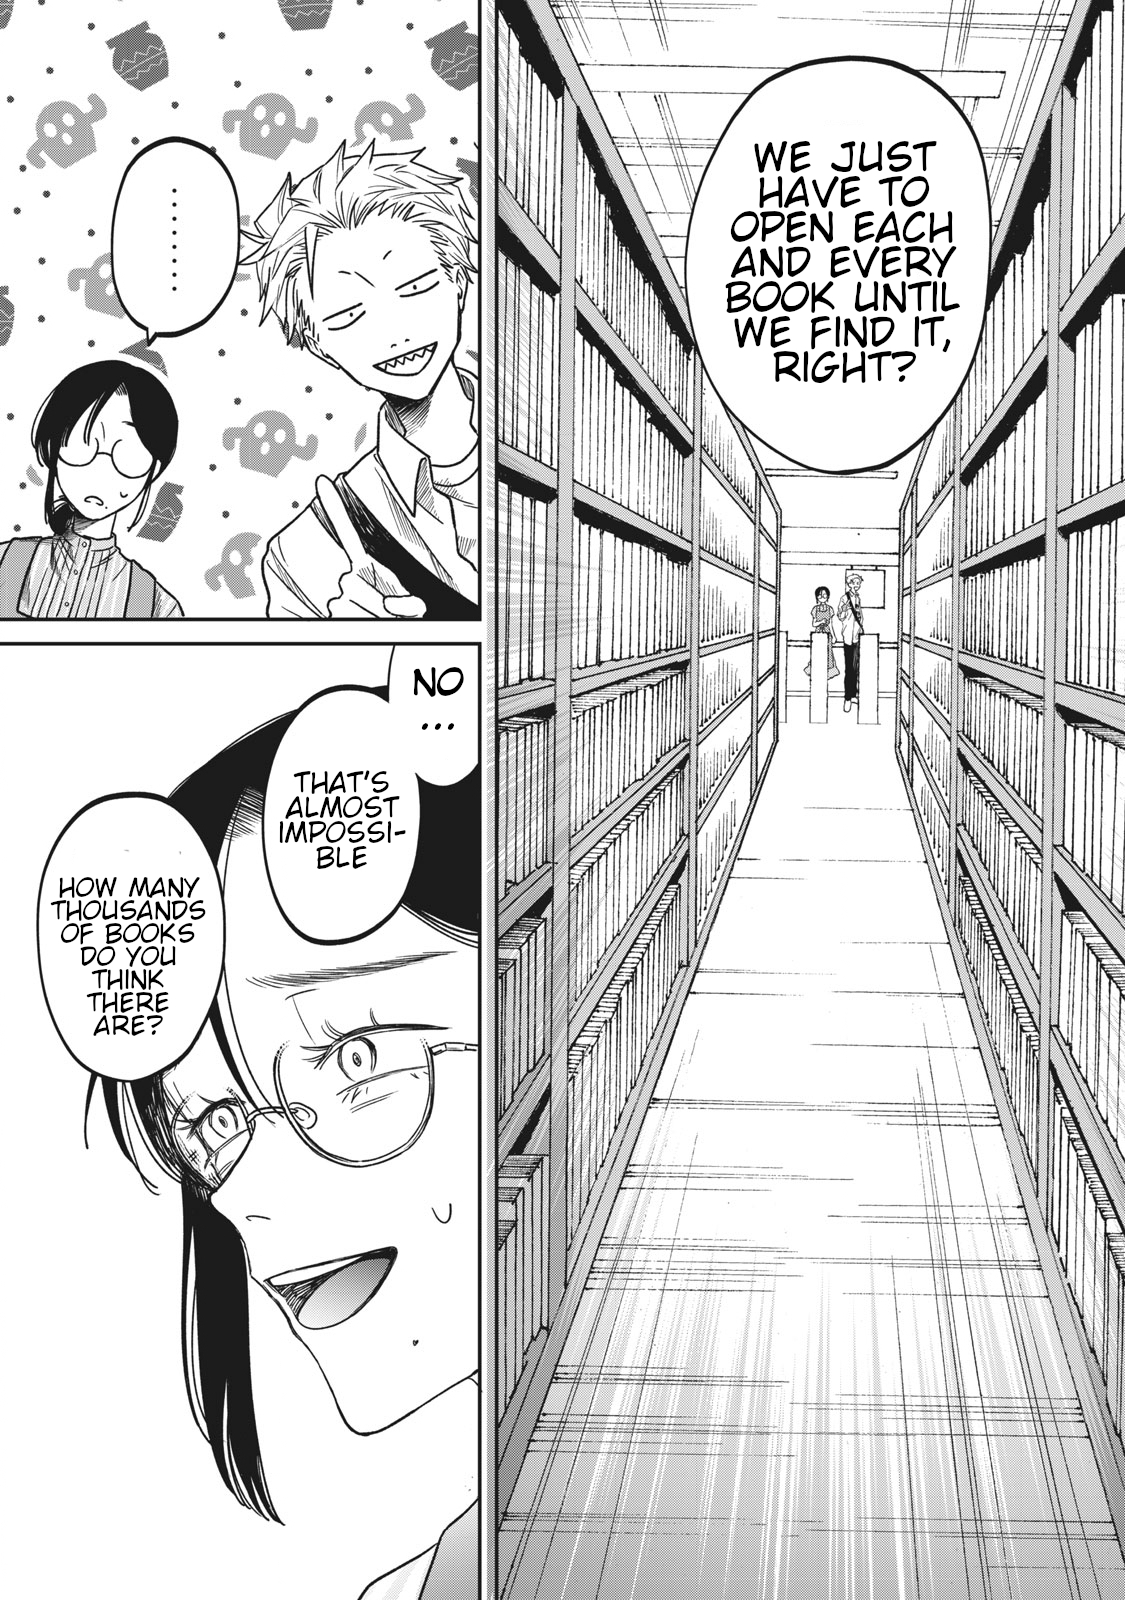 WE JUST
HAVE TO
OPEN EACH
AND EVERY
BOOK UNTIL
WE FIND IT,
RIGHT?
.........
NO
...
THAT'S
ALMOST
IMPOSSI-
BLE
HOW MANY
THOUSANDS
OF BOOKS
DO YOU
THINK
THERE
ARE?